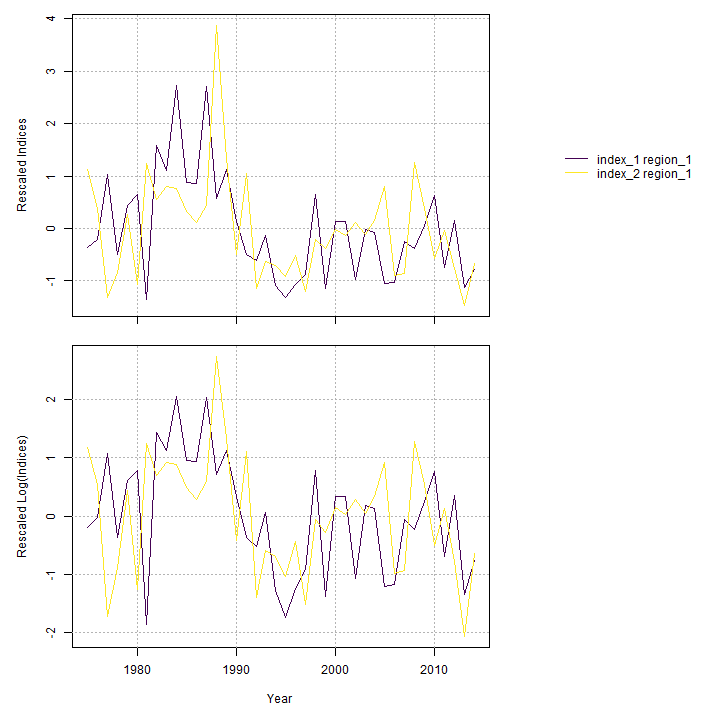 4
3
2
1
0
-1
Rescaled Indices
index_1 region_1
index_2 region_1
2
1
0
-1
-2
Rescaled Log(Indices)
1980 1990 2000 2010
Year